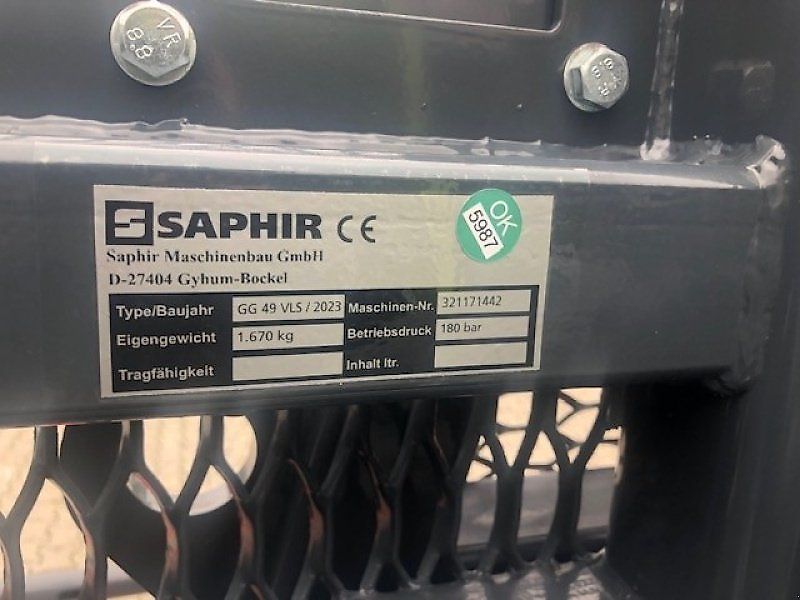 VR
8.8
8.8
SAPHIR CE
OK
5987
Saphir Maschinenbau GmbH
D-27404 Gyhum-Bockel
Type/Baujahr GG 49 VLS / 2023 Maschinen-Nr. 321171442
Eigengewicht 1.670 kg Betriebsdruck 180 bar
Tragfähigkeit Inhalt ltr.